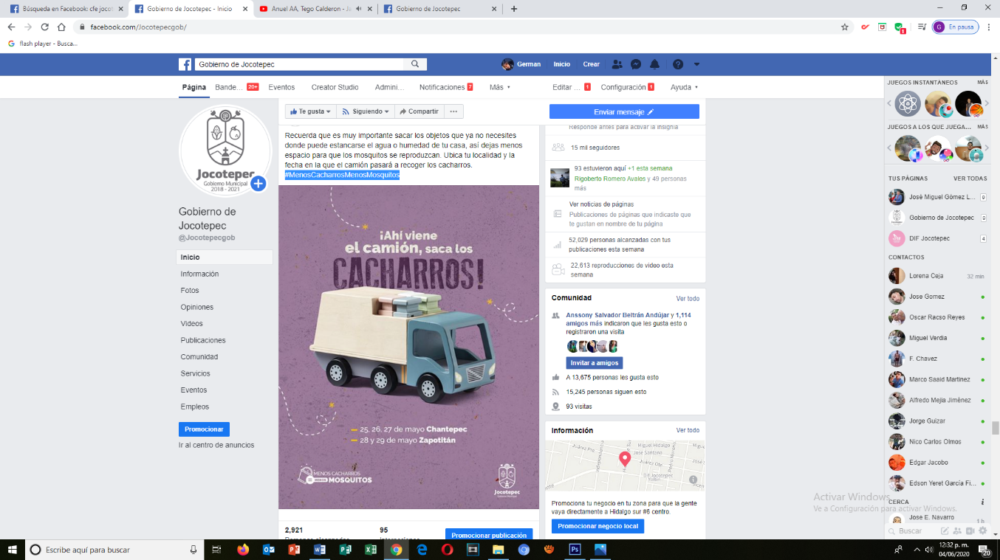 Búsqueda en Facebook: cfe jocot
Gobierno de Jocotepec - Inicio
Anuel AA, Tego Calderon - Ja
Gobierno de Jocotepec
facebook.com/Jocotepecgob/
G
En pausa
flash player - Busca...
Gobierno de Jocotepec
German
Inicio
Crear
Página
Bande...
20+
Eventos
Creator Studio
Admini...
Notificaciones
7
Más
Editar ...
1
Configuración
1
Ayuda
Te gusta
Siguiendo
Compartir
Enviar mensaje
Jocotepec
Gobierno Municipal
2018 - 2021
Gobierno de
Jocotepec
@Jocotepecgob
Inicio
Información
Fotos
Opiniones
Videos
Publicaciones
Comunidad
Servicios
Eventos
Empleos
Promocionar
Ir al centro de anuncios
Recuerda que es muy importante sacar los objetos que ya no necesites
donde puede estancarse el agua o humedad de tu casa, así dejas menos
espacio para que los mosquitos se reproduzcan. Ubica tu localidad y la
fecha en la que el camión pasará a recoger los cacharros.
#MenosCacharrosMenosMosquitos
¡Ahí viene
el camión, saca los
CACHARROS!
25, 26, 27 de mayo Chantepec
28 y 29 de mayo Zapotitán
MENOS CACHARROS
MENOS
MOSQUITOS
Jocotepec
2,921
95
Promocionar publicación
Responde antes para activar la insignia
15 mil seguidores
93 estuvieron aquí +1 esta semana
Rigoberto Romero Avalos y 49 personas
más
Ver noticias de páginas
Publicaciones de páginas que indicaste que
te gustan en nombre de tu página
52,029 personas alcanzadas con tus
publicaciones esta semana
22,613 reproducciones de video esta
semana
Comunidad
Ver todo
Anssony Salvador Beltrán Andújar y 1,114
amigos más indicaron que les gusta esto o
registraron una visita
Invitar a amigos
A 13,675 personas les gusta esto
15,245 personas siguen esto
93 visitas
Información
Ver todo
Juárez Pte.
Independencia
Miguel Hidalgo
José Santana
Juárez Ote.
Dif Jocotepec
Promociona tu negocio en tu zona para que la gente
vaya directamente a Hidalgo sur #6 centro.
Promocionar negocio local
JUEGOS INSTANTÁNEOS
MÁS
JUEGOS A LOS QUE JUEGA...
MÁS
TUS PÁGINAS
VER TODAS
José Miguel Gómez L...
9
Gobierno de Jocotepec
9
DIF Jocotepec
4
CONTACTOS
Lorena Ceja
32 min
Jose Gomez
Oscar Racso Reyes
Miguel Verdia
F. Chavez
Marco Saaid Martinez
Alfredo Mejia Jiménez
Jorge Guizar
Nico Carlos Olmos
Edgar Jacobo
Edson Yeret García Fi...
CERCA
Jose E. Navarro
1 h
Buscar
Activar Windows
Ve a Configuración para activar Windows.
Escribe aquí para buscar
12:32 p. m.
04/06/2020
20